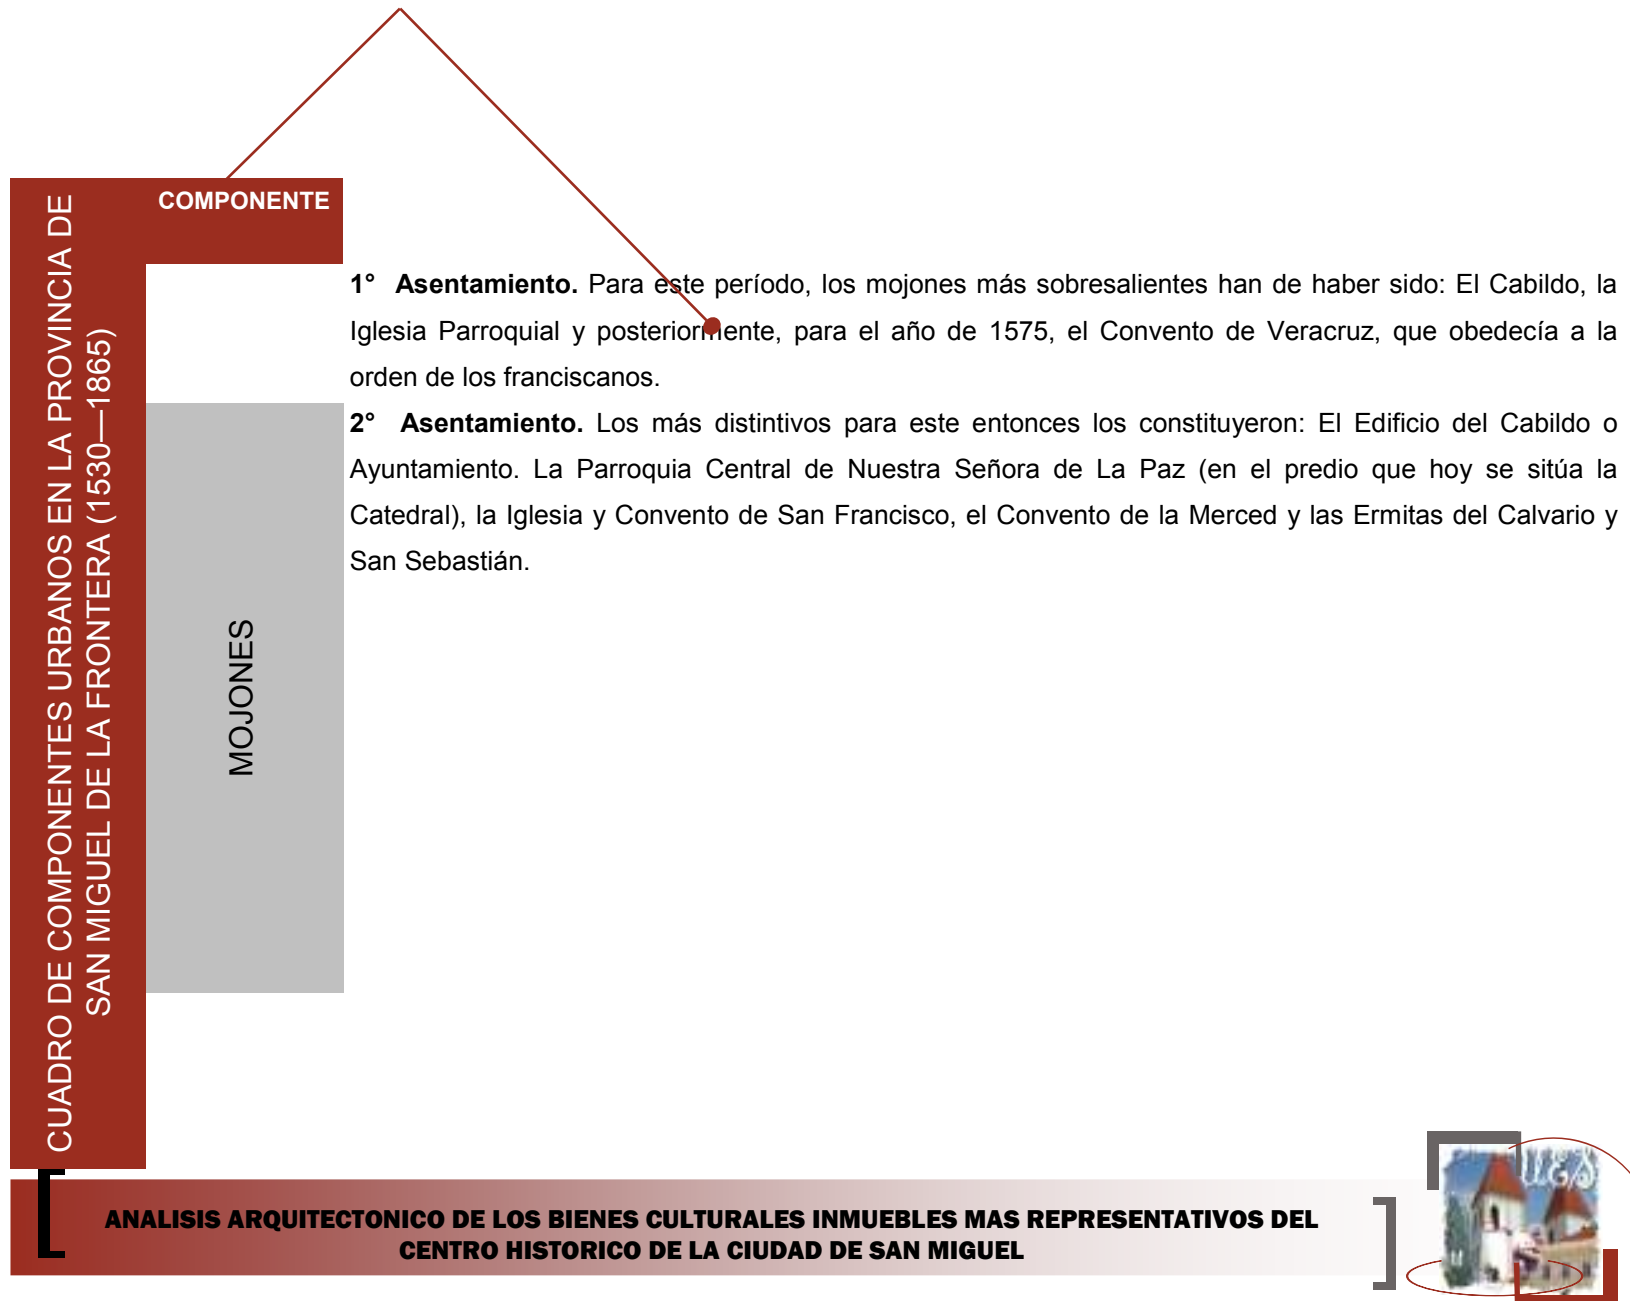 CUADRO DE COMPONENTES URBANOS EN LA PROVINCIA DE
SAN MIGUEL DE LA FRONTERA (1530—1865)
COMPONENTE
MOJONES
1° Asentamiento. Para este período, los mojones más sobresalientes han de haber sido: El Cabildo, la
Iglesia Parroquial y posteriormente, para el año de 1575, el Convento de Veracruz, que obedecía a la
orden de los franciscanos.
2° Asentamiento. Los más distintivos para este entonces los constituyeron: El Edificio del Cabildo o
Ayuntamiento. La Parroquia Central de Nuestra Señora de La Paz (en el predio que hoy se sitúa la
Catedral), la Iglesia y Convento de San Francisco, el Convento de la Merced y las Ermitas del Calvario y
San Sebastián.
ANALISIS ARQUITECTONICO DE LOS BIENES CULTURALES INMUEBLES MAS REPRESENTATIVOS DEL
CENTRO HISTORICO DE LA CIUDAD DE SAN MIGUEL
UES